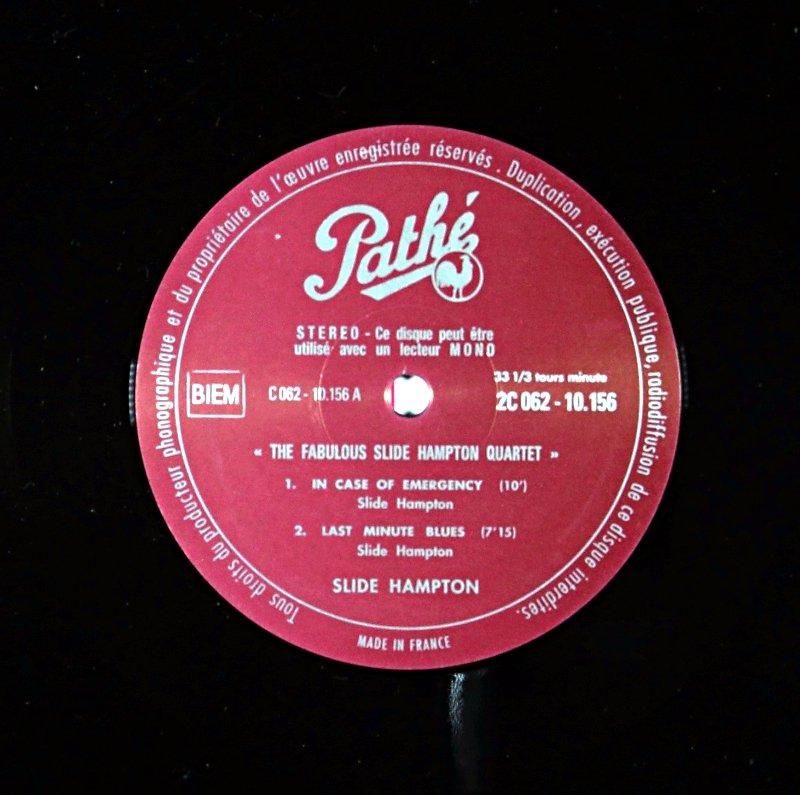 Tous droits du producteur phonographique et du propriétaire de l'œuvre enregistrée réservés. Duplication, exécution publique, radiodiffusion de ce disque interdites.
Pathé
STEREO - Ce disque peut être
utilisé avec un lecteur MONO
BIEM
C 062 - 10.156 A
33 1/3 tours minute
2C 062 - 10.156
« THE FABULOUS SLIDE HAMPTON QUARTET »
1. IN CASE OF EMERGENCY (10')
Slide Hampton
2. LAST MINUTE BLUES (7'15)
Slide Hampton
SLIDE HAMPTON
MADE IN FRANCE